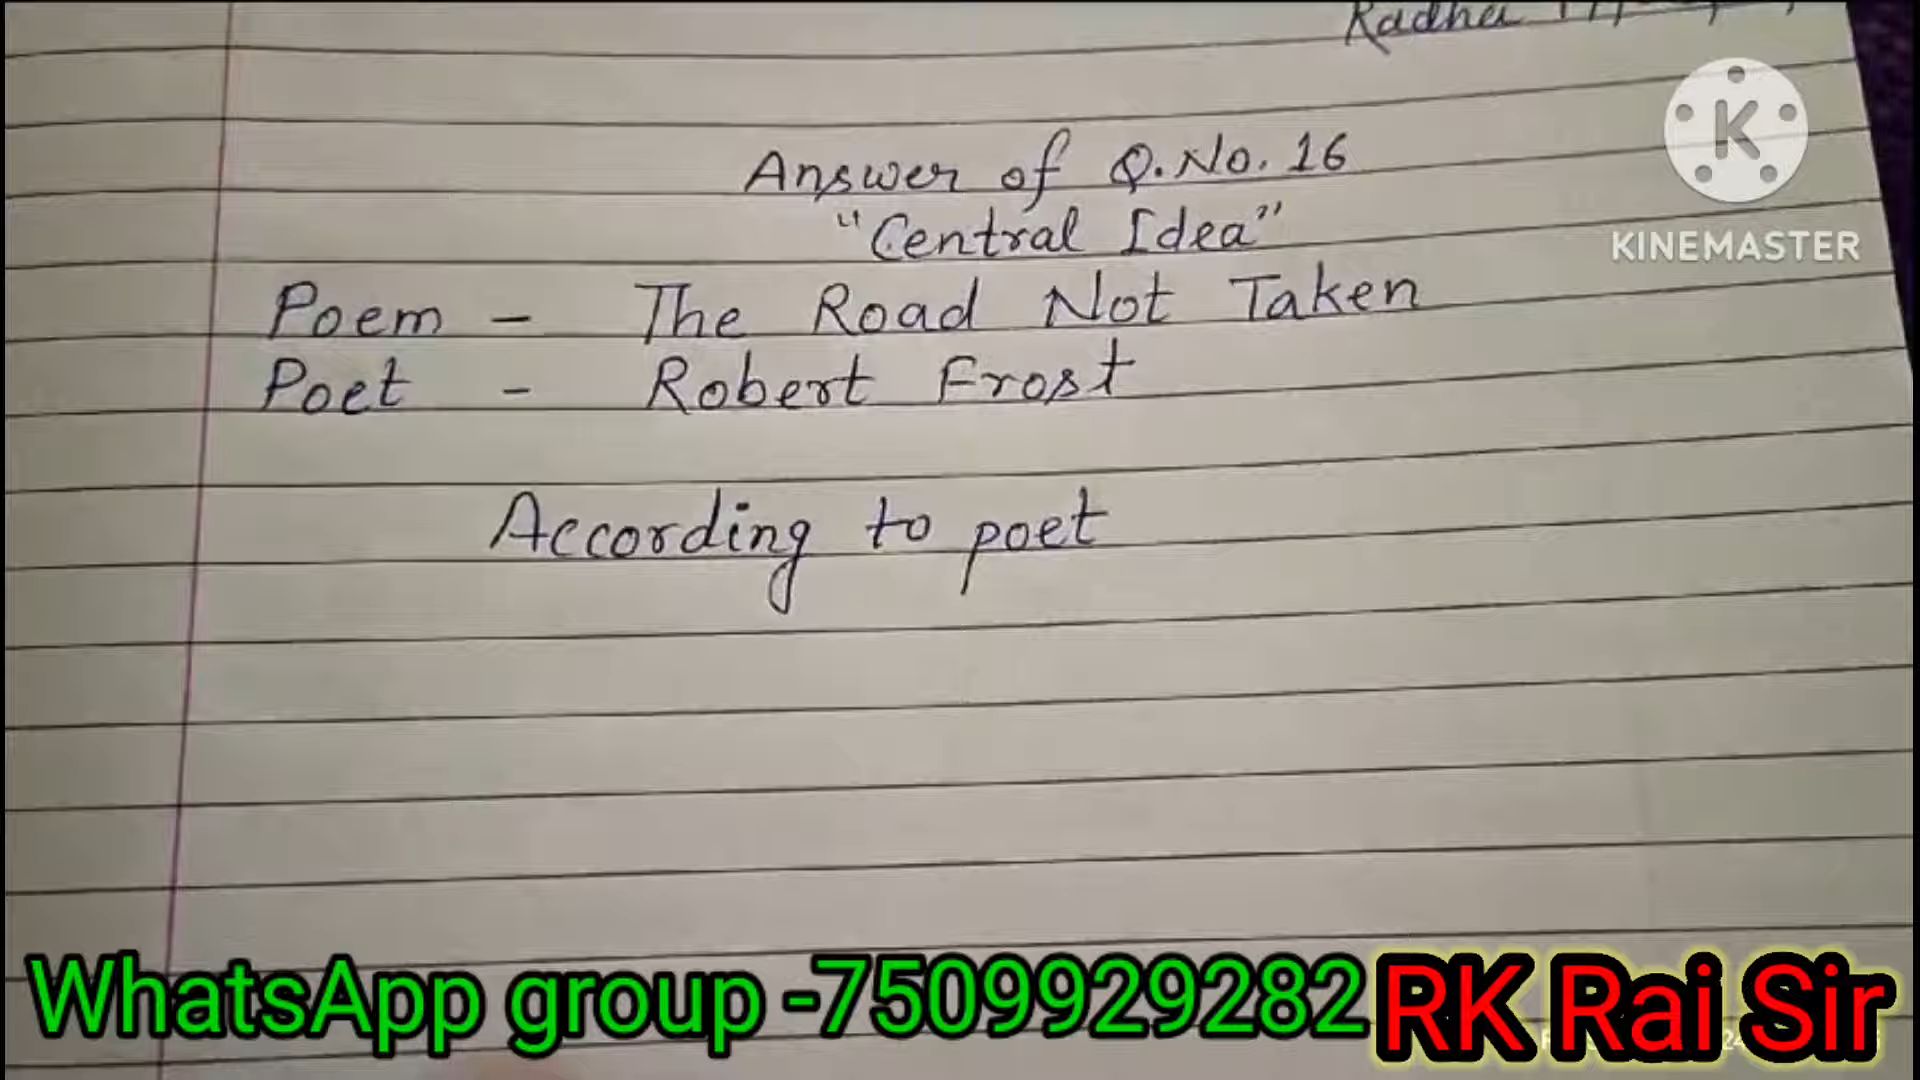 Radha
Answer of Q.No. 16
"Central Idea"
Poem - The Road Not Taken
Poet - Robert Frost
According to poet
KINEMASTER
WhatsApp group -7509929282 RK Rai Sir